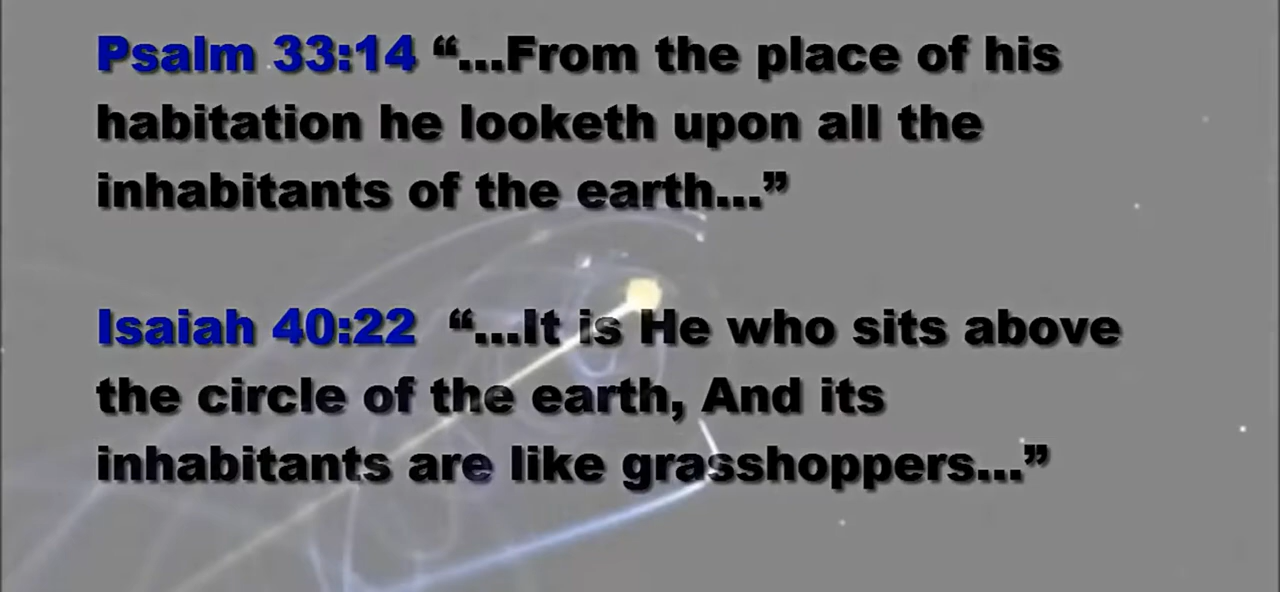 Psalm 33:14 “...From the place of his
habitation he looketh upon all the
inhabitants of the earth...”
Isaiah 40:22 “...It is He who sits above
the circle of the earth, And its
inhabitants are like grasshoppers...”